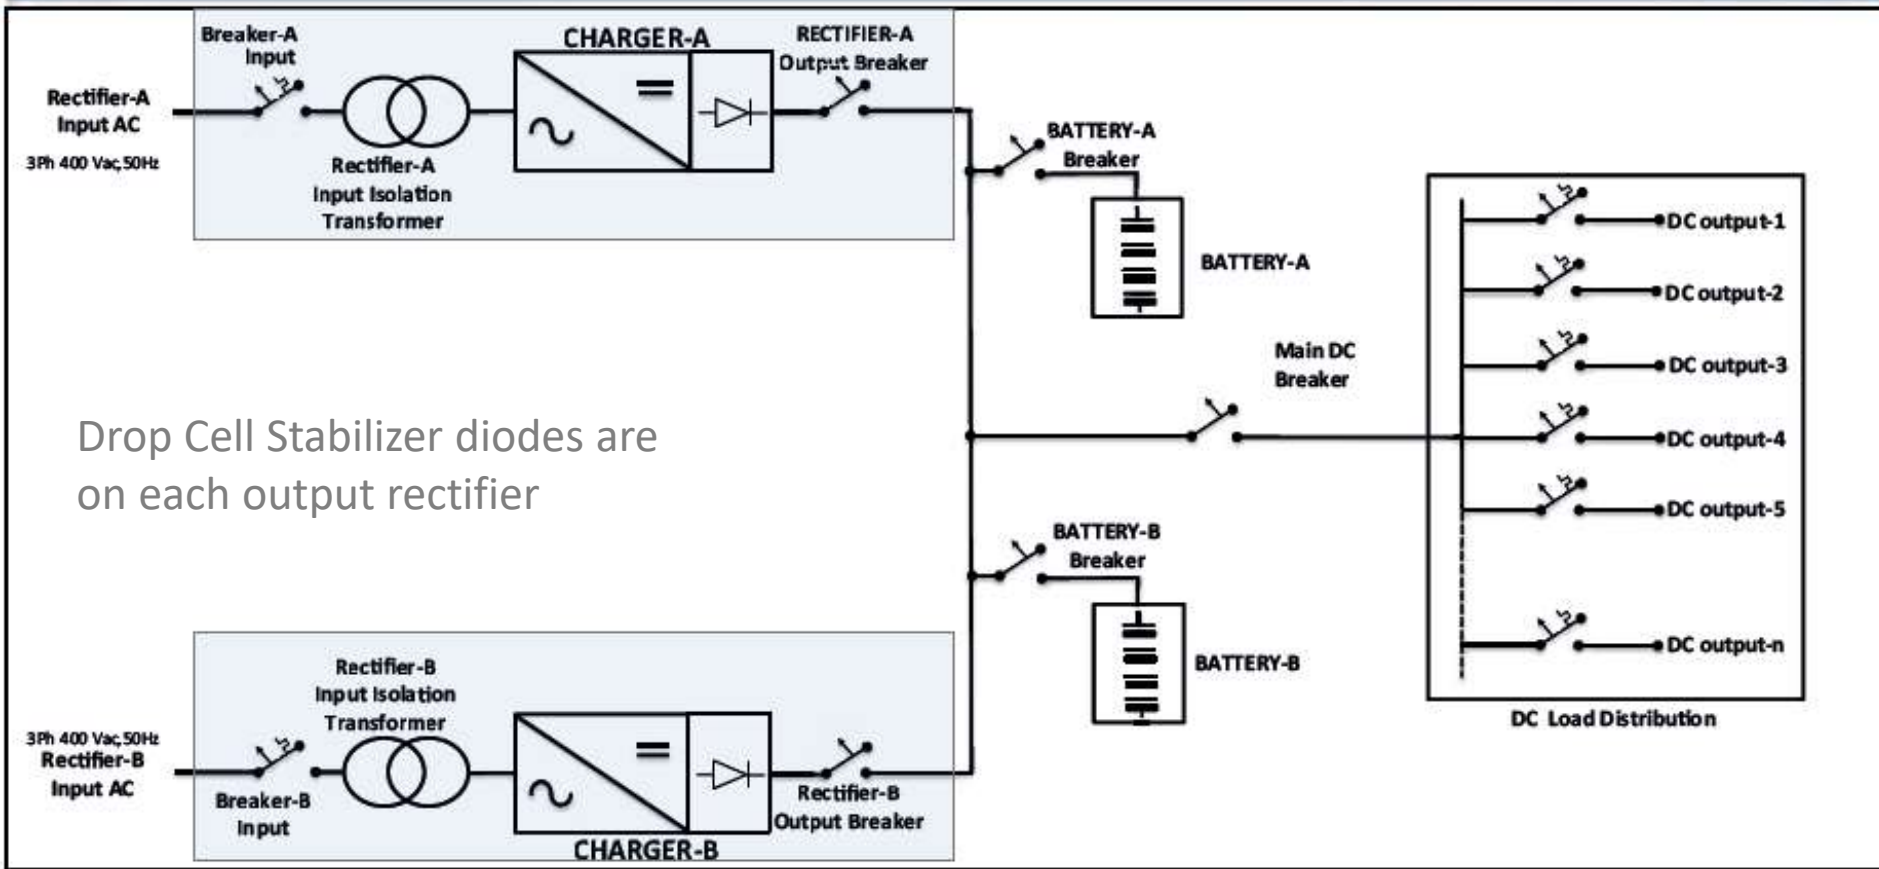 Breaker-A
Input
CHARGER-A
RECTIFIER-A
Output Breaker
Rectifier-A
Input AC
3Ph 400 Vac,50Hz
Rectifier-A
Input Isolation
Transformer
BATTERY-A
Breaker
BATTERY-A
Main DC
Breaker
DC output-1
DC output-2
DC output-3
DC output-4
DC output-5
DC output-n
DC Load Distribution
Drop Cell Stabilizer diodes are
on each output rectifier
BATTERY-B
Breaker
BATTERY-B
Rectifier-B
Input Isolation
Transformer
3Ph 400 Vac,50Hz
Rectifier-B
Input AC
Breaker-B
Input
CHARGER-B
Rectifier-B
Output Breaker